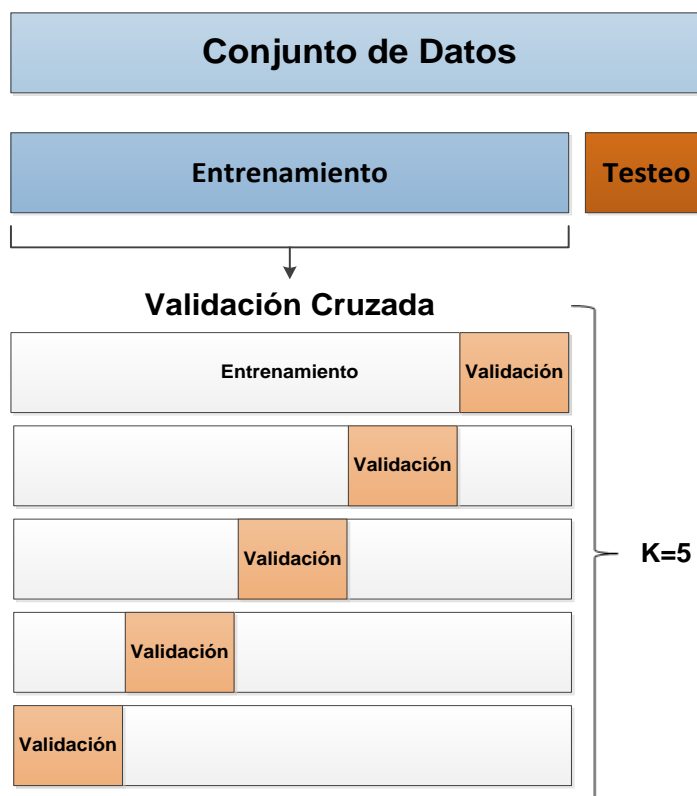 Conjunto de Datos
Entrenamiento
Testeo
Validación Cruzada
Entrenamiento
Validación
Validación
Validación
K=5
Validación
Validación